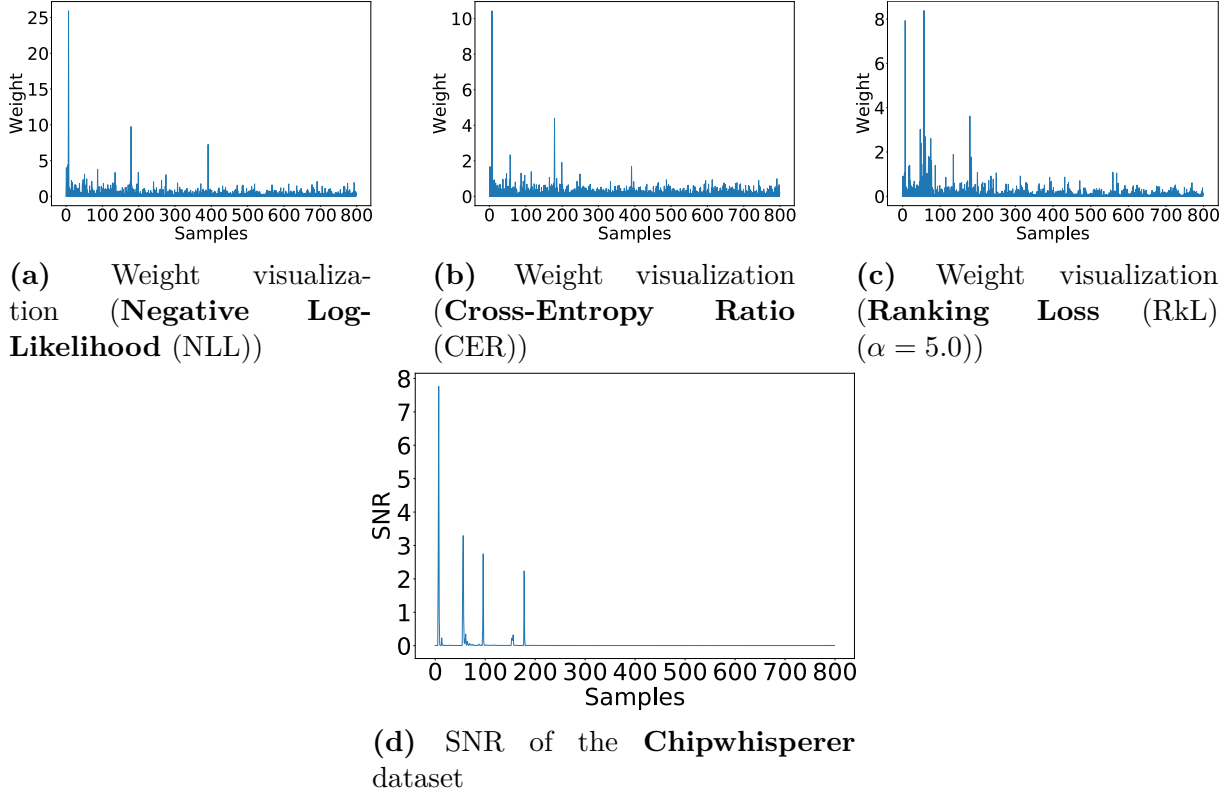 25
20
15
10
5
0
Weight
0 100 200 300 400 500 600 700 800
Samples
(a) Weight visualiza-
tion (Negative Log-
Likelihood (NLL))
10
8
6
4
2
0
Weight
0 100 200 300 400 500 600 700 800
Samples
(b) Weight visualization
(Cross-Entropy Ratio
(CER))
8
6
4
2
0
Weight
0 100 200 300 400 500 600 700 800
Samples
(c) Weight visualization
(Ranking Loss (RkL)
(α = 5.0))
8
7
6
5
4
3
2
1
0
SNR
0 100 200 300 400 500 600 700 800
Samples
(d) SNR of the Chipwhisperer
dataset